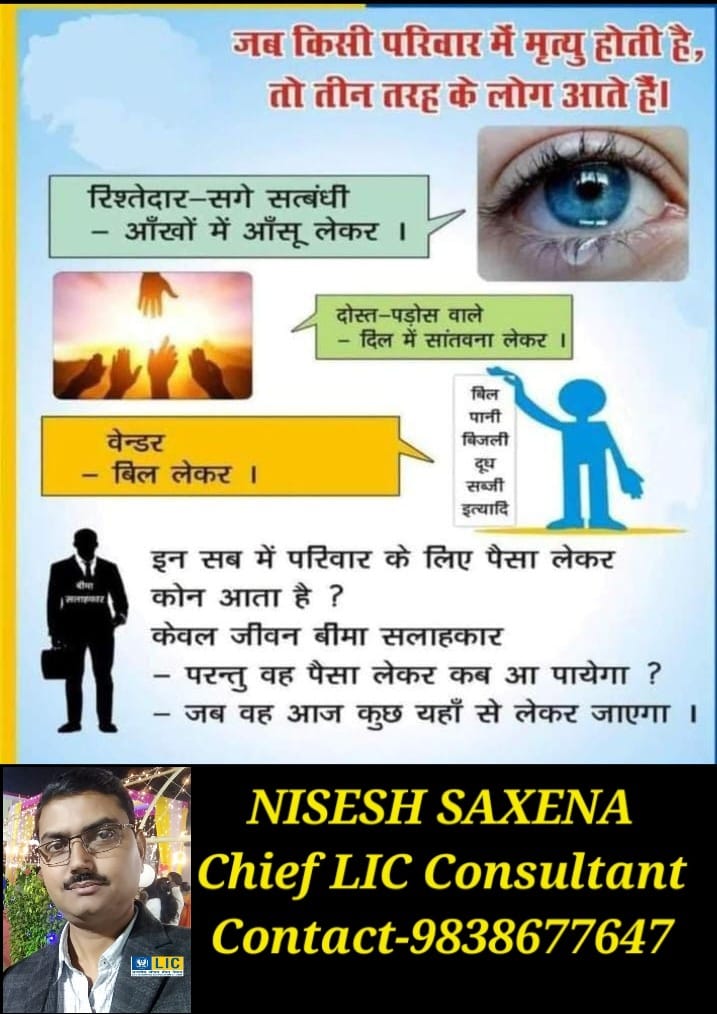 जब किसी परिवार में मृत्यु होती है,
तो तीन तरह के लोग आते हैं।
रिश्तेदार–सगे सत्बंधी
– आँखों में आँसू लेकर ।
दोस्त–पड़ोस वाले
– दिल में सांतवना लेकर ।
वेन्डर
– बिल लेकर ।
बिल
पानी
बिजली
दूध
सब्जी
इत्यादि
बीमा
सलाहकार
इन सब में परिवार के लिए पैसा लेकर
कोन आता है ?
केवल जीवन बीमा सलाहकार
– परन्तु वह पैसा लेकर कब आ पायेगा ?
– जब वह आज कुछ यहाँ से लेकर जाएगा ।
NISESH SAXENA
Chief LIC Consultant
Contact-9838677647
LIC